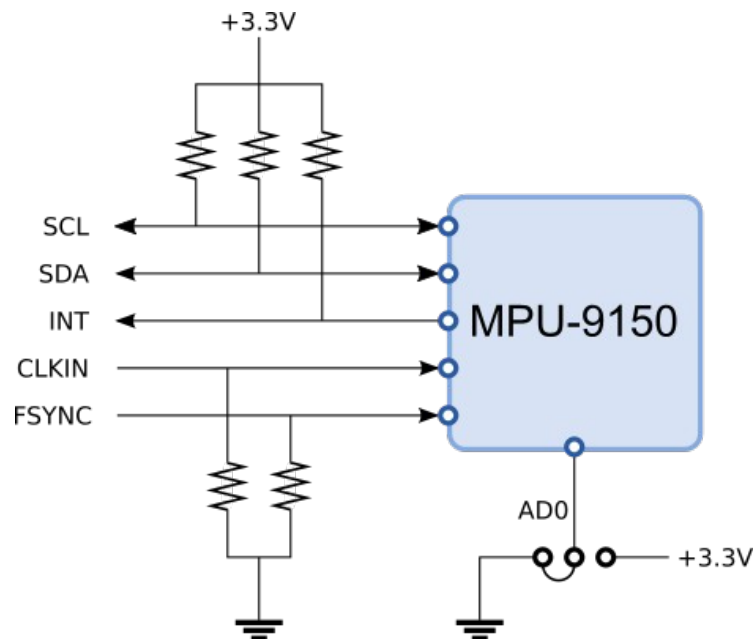 +3.3V
SCL
SDA
INT
MPU-9150
CLKIN
FSYNC
AD0
+3.3V